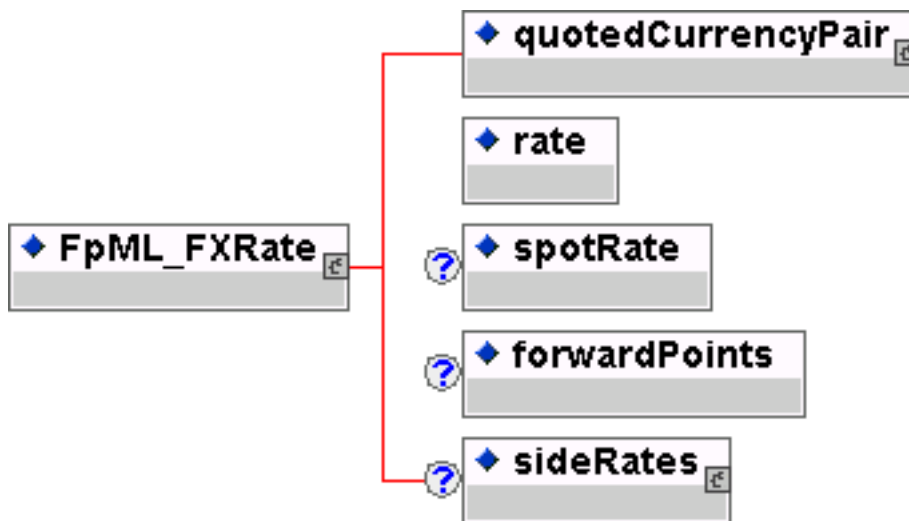 quotedCurrencyPair
rate
FpML_FXRate
? spotRate
? forwardPoints
? sideRates